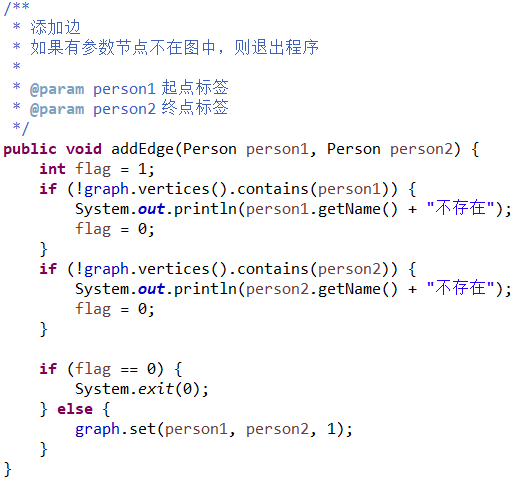 /**
 * 添加边
 * 如果有参数节点不在图中，则退出程序
 *
 * @param person1 起点标签
 * @param person2 终点标签
 */
public void addEdge(Person person1, Person person2) {
    int flag = 1;
    if (!graph.vertices().contains(person1)) {
        System.out.println(person1.getName() + "不存在");
        flag = 0;
    }
    if (!graph.vertices().contains(person2)) {
        System.out.println(person2.getName() + "不存在");
        flag = 0;
    }

    if (flag == 0) {
        System.exit(0);
    } else {
        graph.set(person1, person2, 1);
    }
}